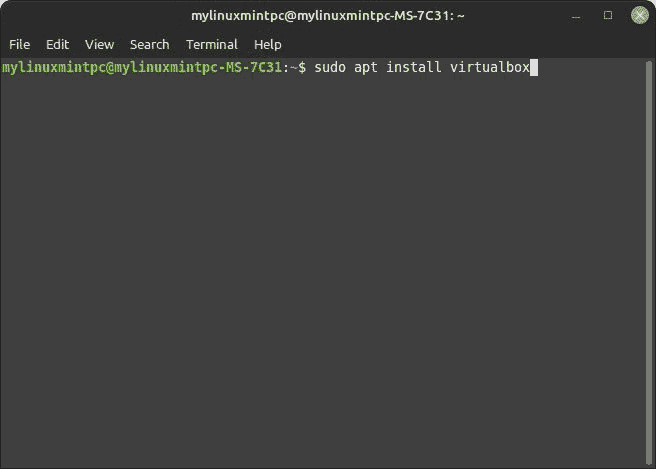 mylinuxmintpc@mylinuxmintpc-MS-7C31: ~
File Edit View Search Terminal Help
mylinuxmintpc@mylinuxmintpc-MS-7C31:~$ sudo apt install virtualbox